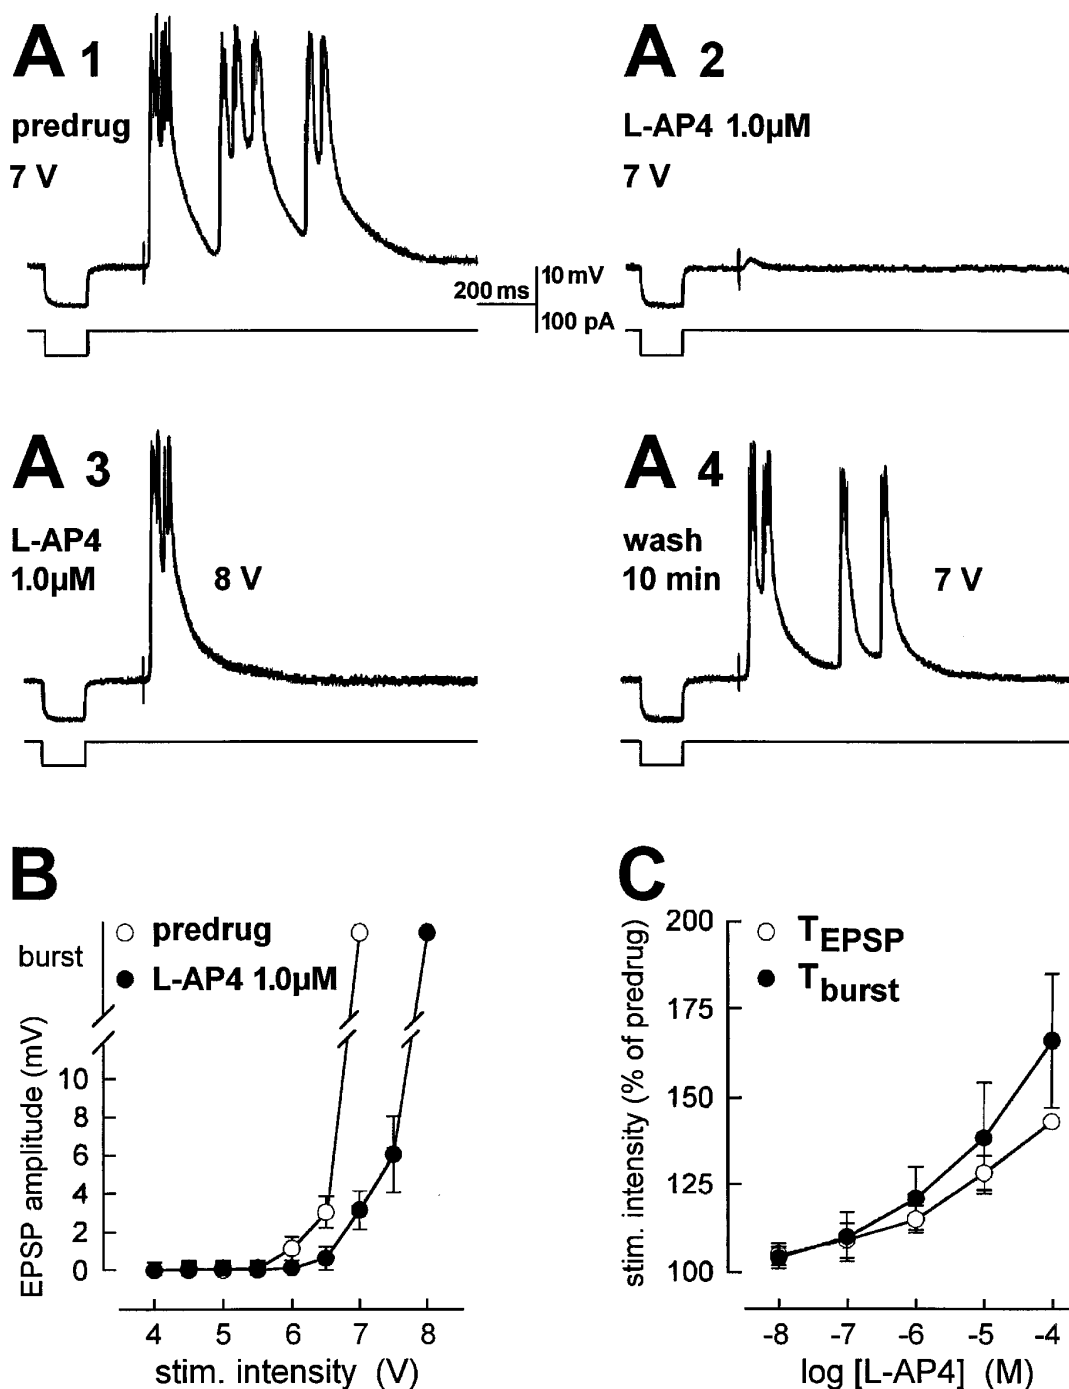 A 1
predrug
7 V
A 2
L-AP4 1.0µM
7 V
200 ms
10 mV
100 pA
A 3
L-AP4
1.0µM
8 V
A 4
wash
10 min
7 V
B
burst
predrug
L-AP4 1.0µM
EPSP amplitude (mV)
10
8
6
4
2
0
4 5 6 7 8
stim. intensity (V)
C
TEPSP
Tburst
stim. intensity (% of predrug)
200
175
150
125
100
-8 -7 -6 -5 -4
log [L-AP4] (M)